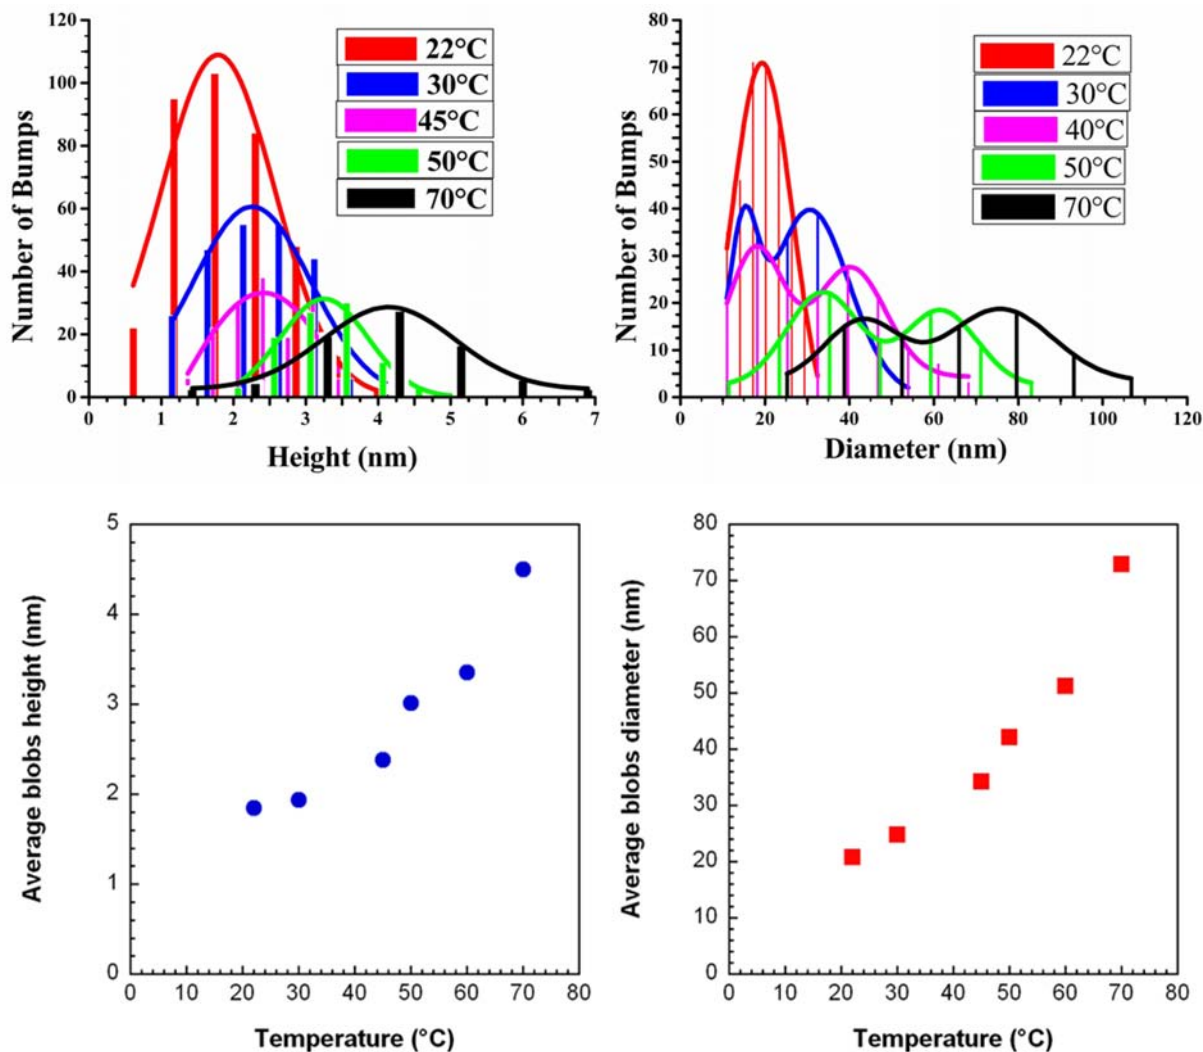 120
100
80
60
40
20
0
Number of Bumps
22°C
30°C
45°C
50°C
70°C
0 1 2 3 4 5 6 7
Height (nm)
80
70
60
50
40
30
20
10
0
Number of Bumps
22°C
30°C
40°C
50°C
70°C
0 20 40 60 80 100 120
Diameter (nm)
5
4
3
2
1
0
Average blobs height (nm)
0 10 20 30 40 50 60 70 80
Temperature (°C)
80
70
60
50
40
30
20
10
0
Average blobs diameter (nm)
0 10 20 30 40 50 60 70 80
Temperature (°C)